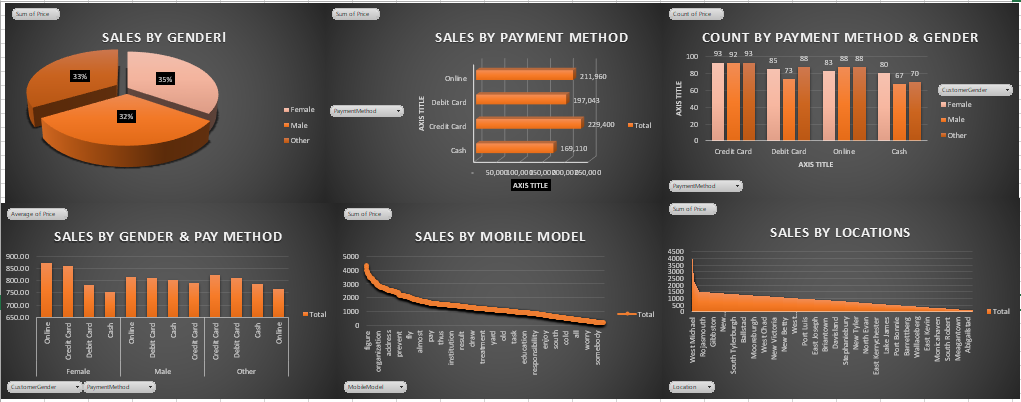 Sum of Price
SALES BY GENDER
33%
35%
32%
Female
Male
Other
Sum of Price
SALES BY PAYMENT METHOD
PaymentMethod
AXIS TITLE
Online
211,960
Debit Card
197,043
Credit Card
229,400
Cash
169,110
Total
- 50,000 100,000 150,000 200,000 250,000
AXIS TITLE
Count of Price
COUNT BY PAYMENT METHOD & GENDER
AXIS TITLE
100
80
60
40
20
0
93 92 93
85 73 88
83 88 88
80 67 70
Credit Card Debit Card Online Cash
AXIS TITLE
CustomerGender
Female
Male
Other
PaymentMethod
Average of Price
SALES BY GENDER & PAY METHOD
900.00
850.00
800.00
750.00
700.00
650.00
Online
Credit Card
Debit Card
Cash
Online
Debit Card
Cash
Credit Card
Credit Card
Debit Card
Cash
Online
Female Male Other
Total
CustomerGender PaymentMethod
Sum of Price
SALES BY MOBILE MODEL
5000
4000
3000
2000
1000
0
figure
organization
address
prevent
fly
almost
pay
thus
institution
result
draw
treatment
yard
old
task
education
responsibility
enjoy
south
cold
all
worry
somebody
Total
MobileModel
Sum of Price
SALES BY LOCATIONS
4500
4000
3500
3000
2500
2000
1500
1000
500
0
West Michael
Rojasmouth
Gibbston
New
South Tylerburgh
Ballstad
Mooreburgh
West Chad
New Victoria
New Betty
West
Port Luis
East Joseph
Briantown
Davidland
Stephaniebury
New Tyler
North Evan
East Kerrychester
Lake James
Port Bonnie
Barrettberg
Wallaceberg
East Kevin
Monicahaven
South Robert
Meagantown
Abigailstad
Total
Location